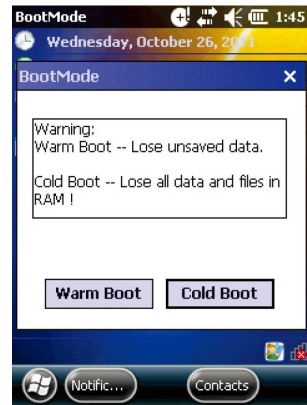 BootMode
1:45
Wednesday, October 26,
BootMode
Warning:
Warm Boot -- Lose unsaved data.
Cold Boot -- Lose all data and files in
RAM !
Warm Boot
Cold Boot
Notific...
Contacts